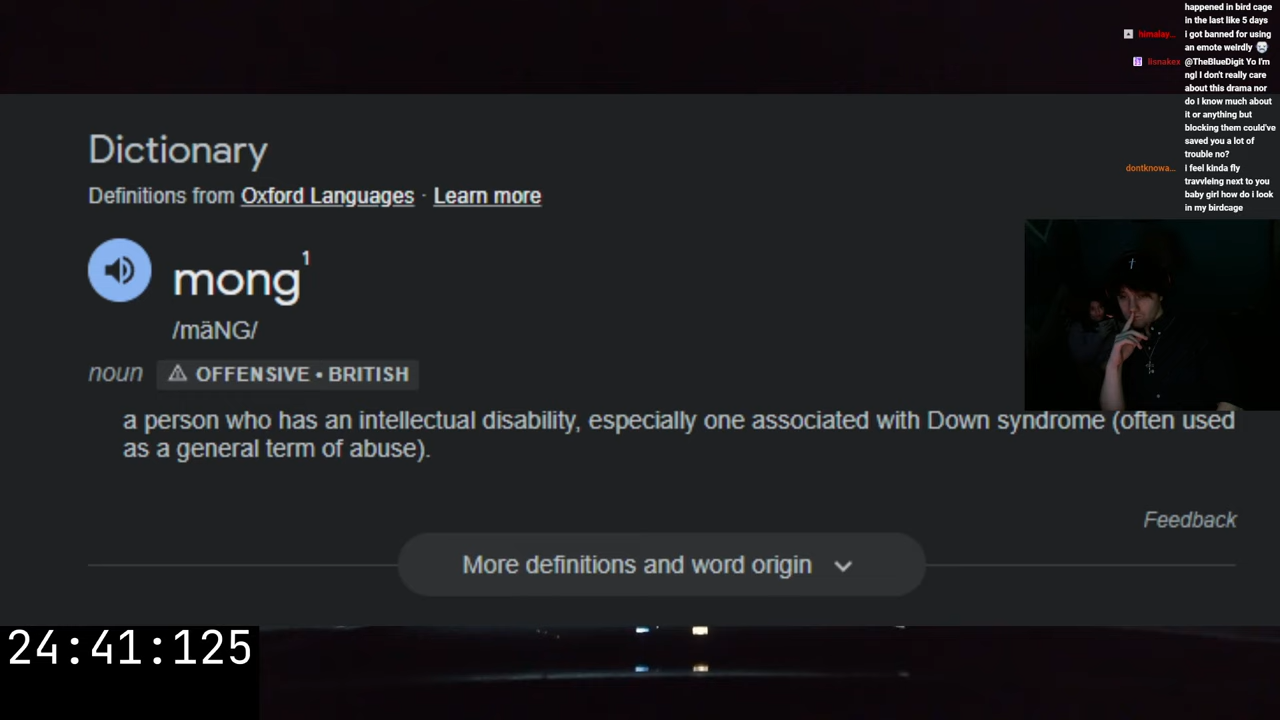 happened in bird cage
in the last like 5 days
himalay... i got banned for using
an emote weirdly
lisnakex @TheBlueDigit Yo I'm
ngl I don't really care
about this drama nor
do I know much about
it or anything but
blocking them could've
saved you a lot of
trouble no?
dontknowa... i feel kinda fly
travvleing next to you
baby girl how do i look
in my birdcage
Dictionary
Definitions from Oxford Languages · Learn more
mong1
/mäNG/
noun OFFENSIVE • BRITISH
a person who has an intellectual disability, especially one associated with Down syndrome (often used
as a general term of abuse).
Feedback
More definitions and word origin
24:41:125